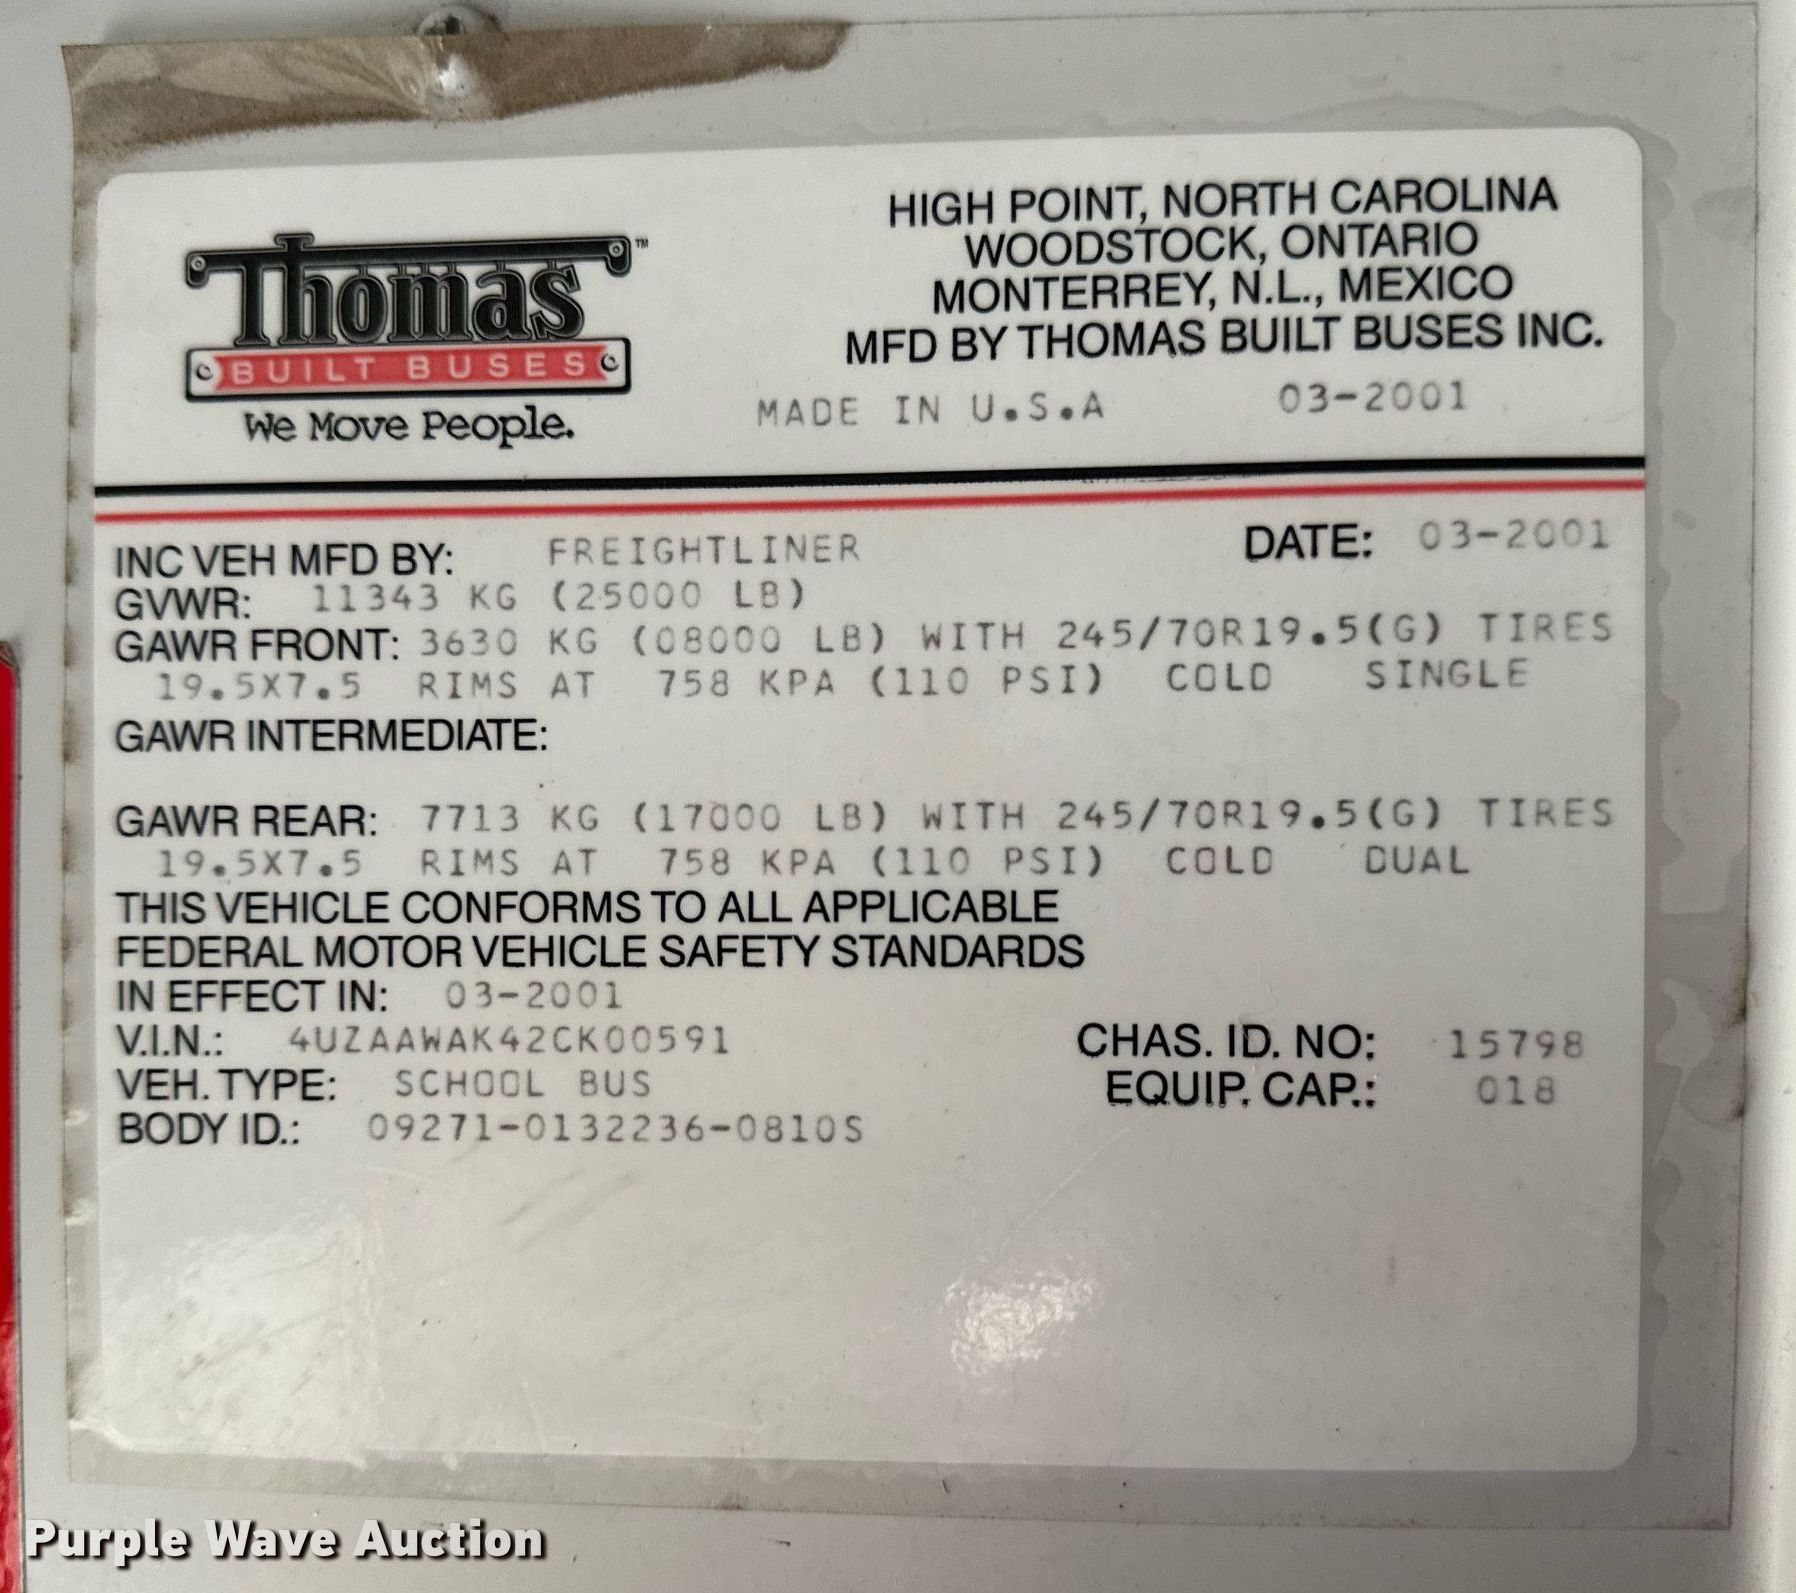 Thomas™
BUILT BUSES
We Move People.
HIGH POINT, NORTH CAROLINA
WOODSTOCK, ONTARIO
MONTERREY, N.L., MEXICO
MFD BY THOMAS BUILT BUSES INC.
MADE IN U.S.A 03-2001
INC VEH MFD BY: FREIGHTLINER DATE: 03-2001
GVWR: 11343 KG (25000 LB)
GAWR FRONT: 3630 KG (08000 LB) WITH 245/70R19.5(G) TIRES
19.5X7.5 RIMS AT 758 KPA (110 PSI) COLD SINGLE
GAWR INTERMEDIATE:
GAWR REAR: 7713 KG (17000 LB) WITH 245/70R19.5(G) TIRES
19.5X7.5 RIMS AT 758 KPA (110 PSI) COLD DUAL
THIS VEHICLE CONFORMS TO ALL APPLICABLE
FEDERAL MOTOR VEHICLE SAFETY STANDARDS
IN EFFECT IN: 03-2001
V.I.N.: 4UZAAWAK42CK00591 CHAS. ID. NO: 15798
VEH. TYPE: SCHOOL BUS EQUIP. CAP.: 018
BODY ID.: 09271-0132236-0810S
Purple Wave Auction